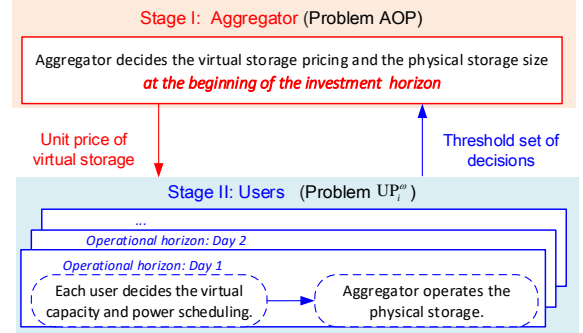 Stage I: Aggregator (Problem AOP)
Aggregator decides the virtual storage pricing and the physical storage size
at the beginning of the investment horizon
Unit price of
virtual storage
Threshold set of
decisions
Stage II: Users (Problem UP_i^ω)
...
Operational horizon: Day 2
Operational horizon: Day 1
Each user decides the virtual
capacity and power scheduling.
Aggregator operates the
physical storage.